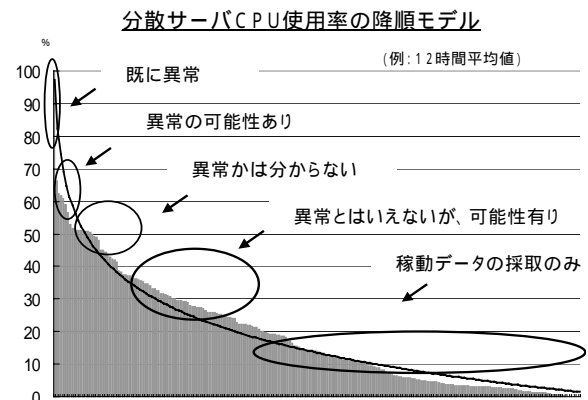 分散サーバCPU使用率の降順モデル
%
(例：12時間平均値)
100
既に異常
90
80
異常の可能性あり
70
異常かは分からない
60
異常とはいえないが、可能性有り
50
40
稼動データの採取のみ
30
20
10
0